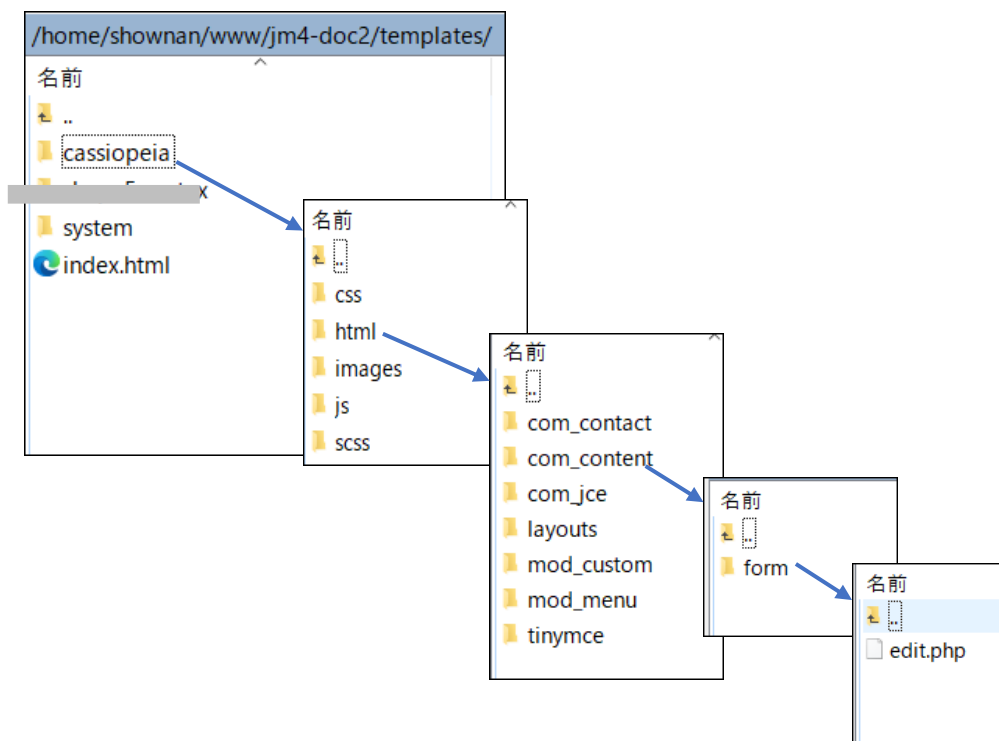 /home/shownan/www/jm4-doc2/templates/
名前
..
cassiopeia
system
index.html
名前
..
css
html
images
js
scss
名前
..
com_contact
com_content
com_jce
layouts
mod_custom
mod_menu
tinymce
名前
..
form
名前
..
edit.php